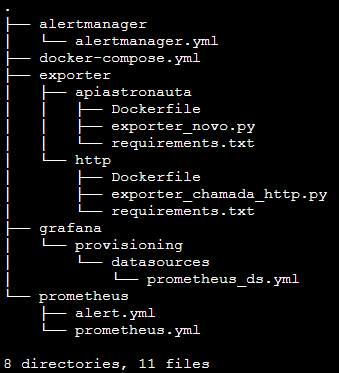 .
├── alertmanager
│   └── alertmanager.yml
├── docker-compose.yml
├── exporter
│   ├── apiastronauta
│   │   ├── Dockerfile
│   │   ├── exporter_novo.py
│   │   └── requirements.txt
│   └── http
│       ├── Dockerfile
│       ├── exporter_chamada_http.py
│       └── requirements.txt
├── grafana
│   └── provisioning
│       └── datasources
│           └── prometheus_ds.yml
└── prometheus
    ├── alert.yml
    └── prometheus.yml

8 directories, 11 files